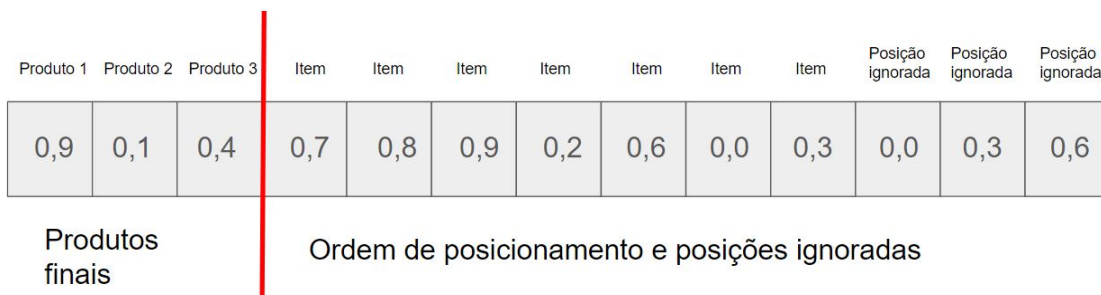 Produto 1 Produto 2 Produto 3 Item Item Item Item Item Item Item Posição ignorada Posição ignorada Posição ignorada
0,9 0,1 0,4 0,7 0,8 0,9 0,2 0,6 0,0 0,3 0,0 0,3 0,6
Produtos
finais
Ordem de posicionamento e posições ignoradas